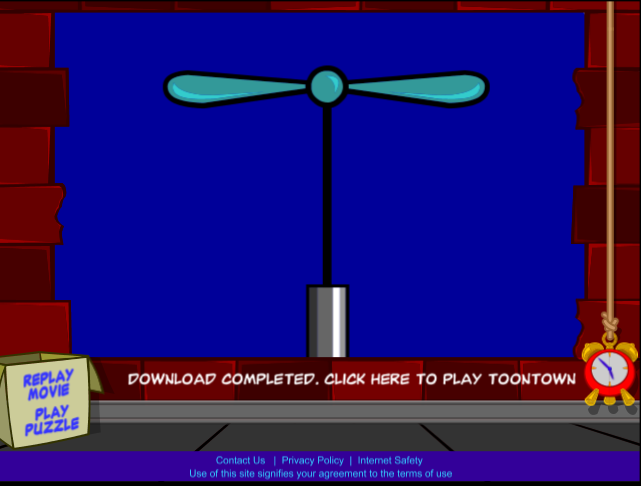 DOWNLOAD COMPLETED. CLICK HERE TO PLAY TOONTOWN
REPLAY
MOVIE
PLAY
PUZZLE
Contact Us | Privacy Policy | Internet Safety
Use of this site signifies your agreement to the terms of use